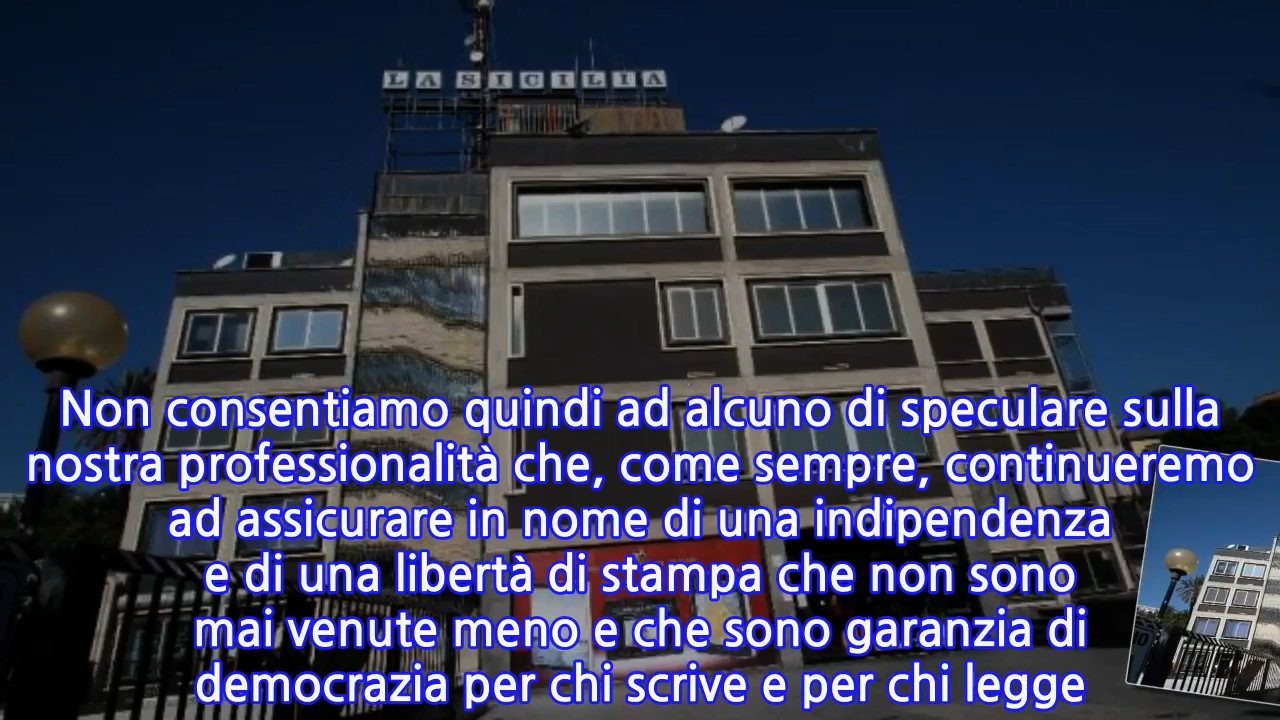 LA SICILIA
Non consentiamo quindi ad alcuno di speculare sulla
nostra professionalità che, come sempre, continueremo
ad assicurare in nome di una indipendenza
e di una libertà di stampa che non sono
mai venute meno e che sono garanzia di
democrazia per chi scrive e per chi legge